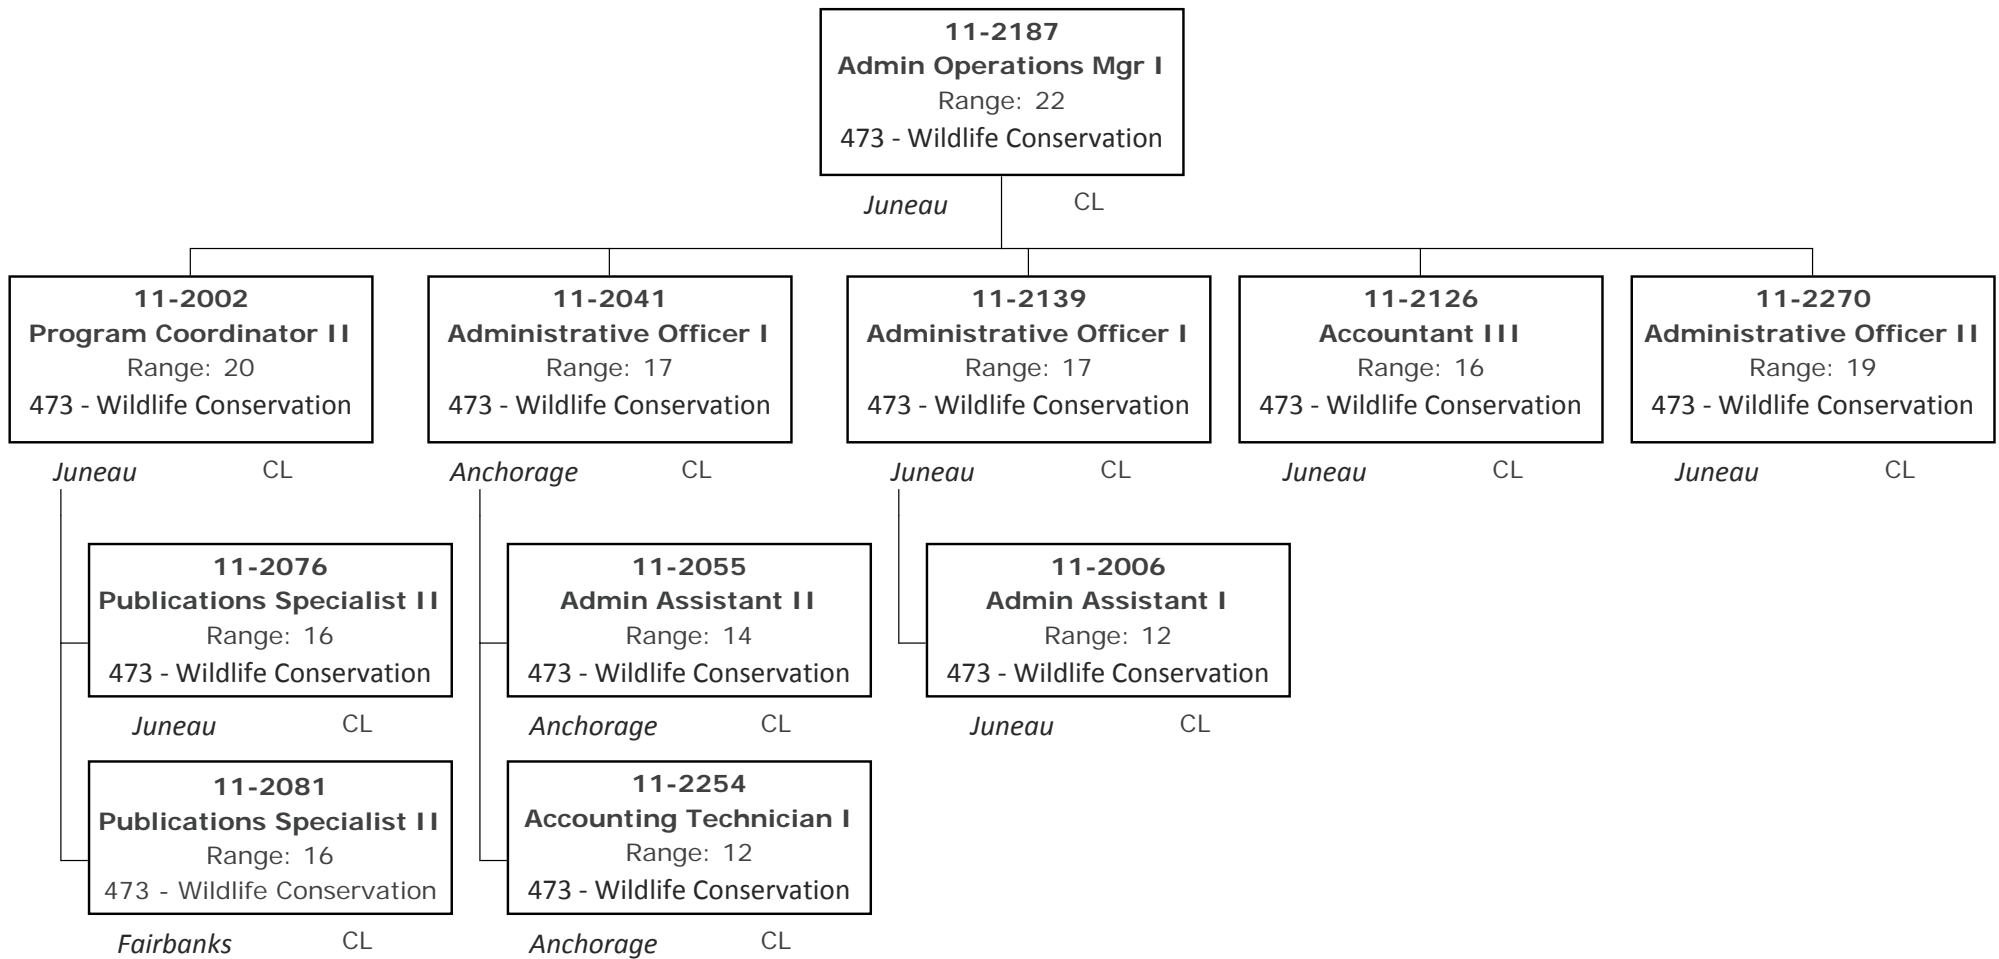 11-2187
Admin Operations Mgr I
Range: 22
473 - Wildlife Conservation
Juneau CL
11-2002
Program Coordinator II
Range: 20
473 - Wildlife Conservation
Juneau CL
11-2041
Administrative Officer I
Range: 17
473 - Wildlife Conservation
Anchorage CL
11-2139
Administrative Officer I
Range: 17
473 - Wildlife Conservation
Juneau CL
11-2126
Accountant III
Range: 16
473 - Wildlife Conservation
Juneau CL
11-2270
Administrative Officer II
Range: 19
473 - Wildlife Conservation
Juneau CL
11-2076
Publications Specialist II
Range: 16
473 - Wildlife Conservation
Juneau CL
11-2055
Admin Assistant II
Range: 14
473 - Wildlife Conservation
Anchorage CL
11-2006
Admin Assistant I
Range: 12
473 - Wildlife Conservation
Juneau CL
11-2081
Publications Specialist II
Range: 16
473 - Wildlife Conservation
Fairbanks CL
11-2254
Accounting Technician I
Range: 12
473 - Wildlife Conservation
Anchorage CL